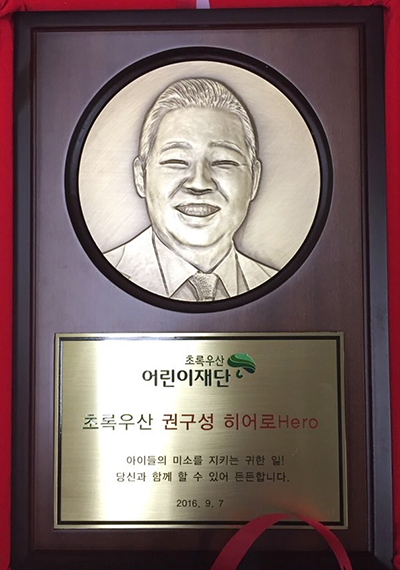 초록우산
어린이재단
초록우산 권구성 히어로Hero
아이들의 미소를 지키는 귀한 일!
당신과 함께 할 수 있어 든든합니다.
2016. 9. 7